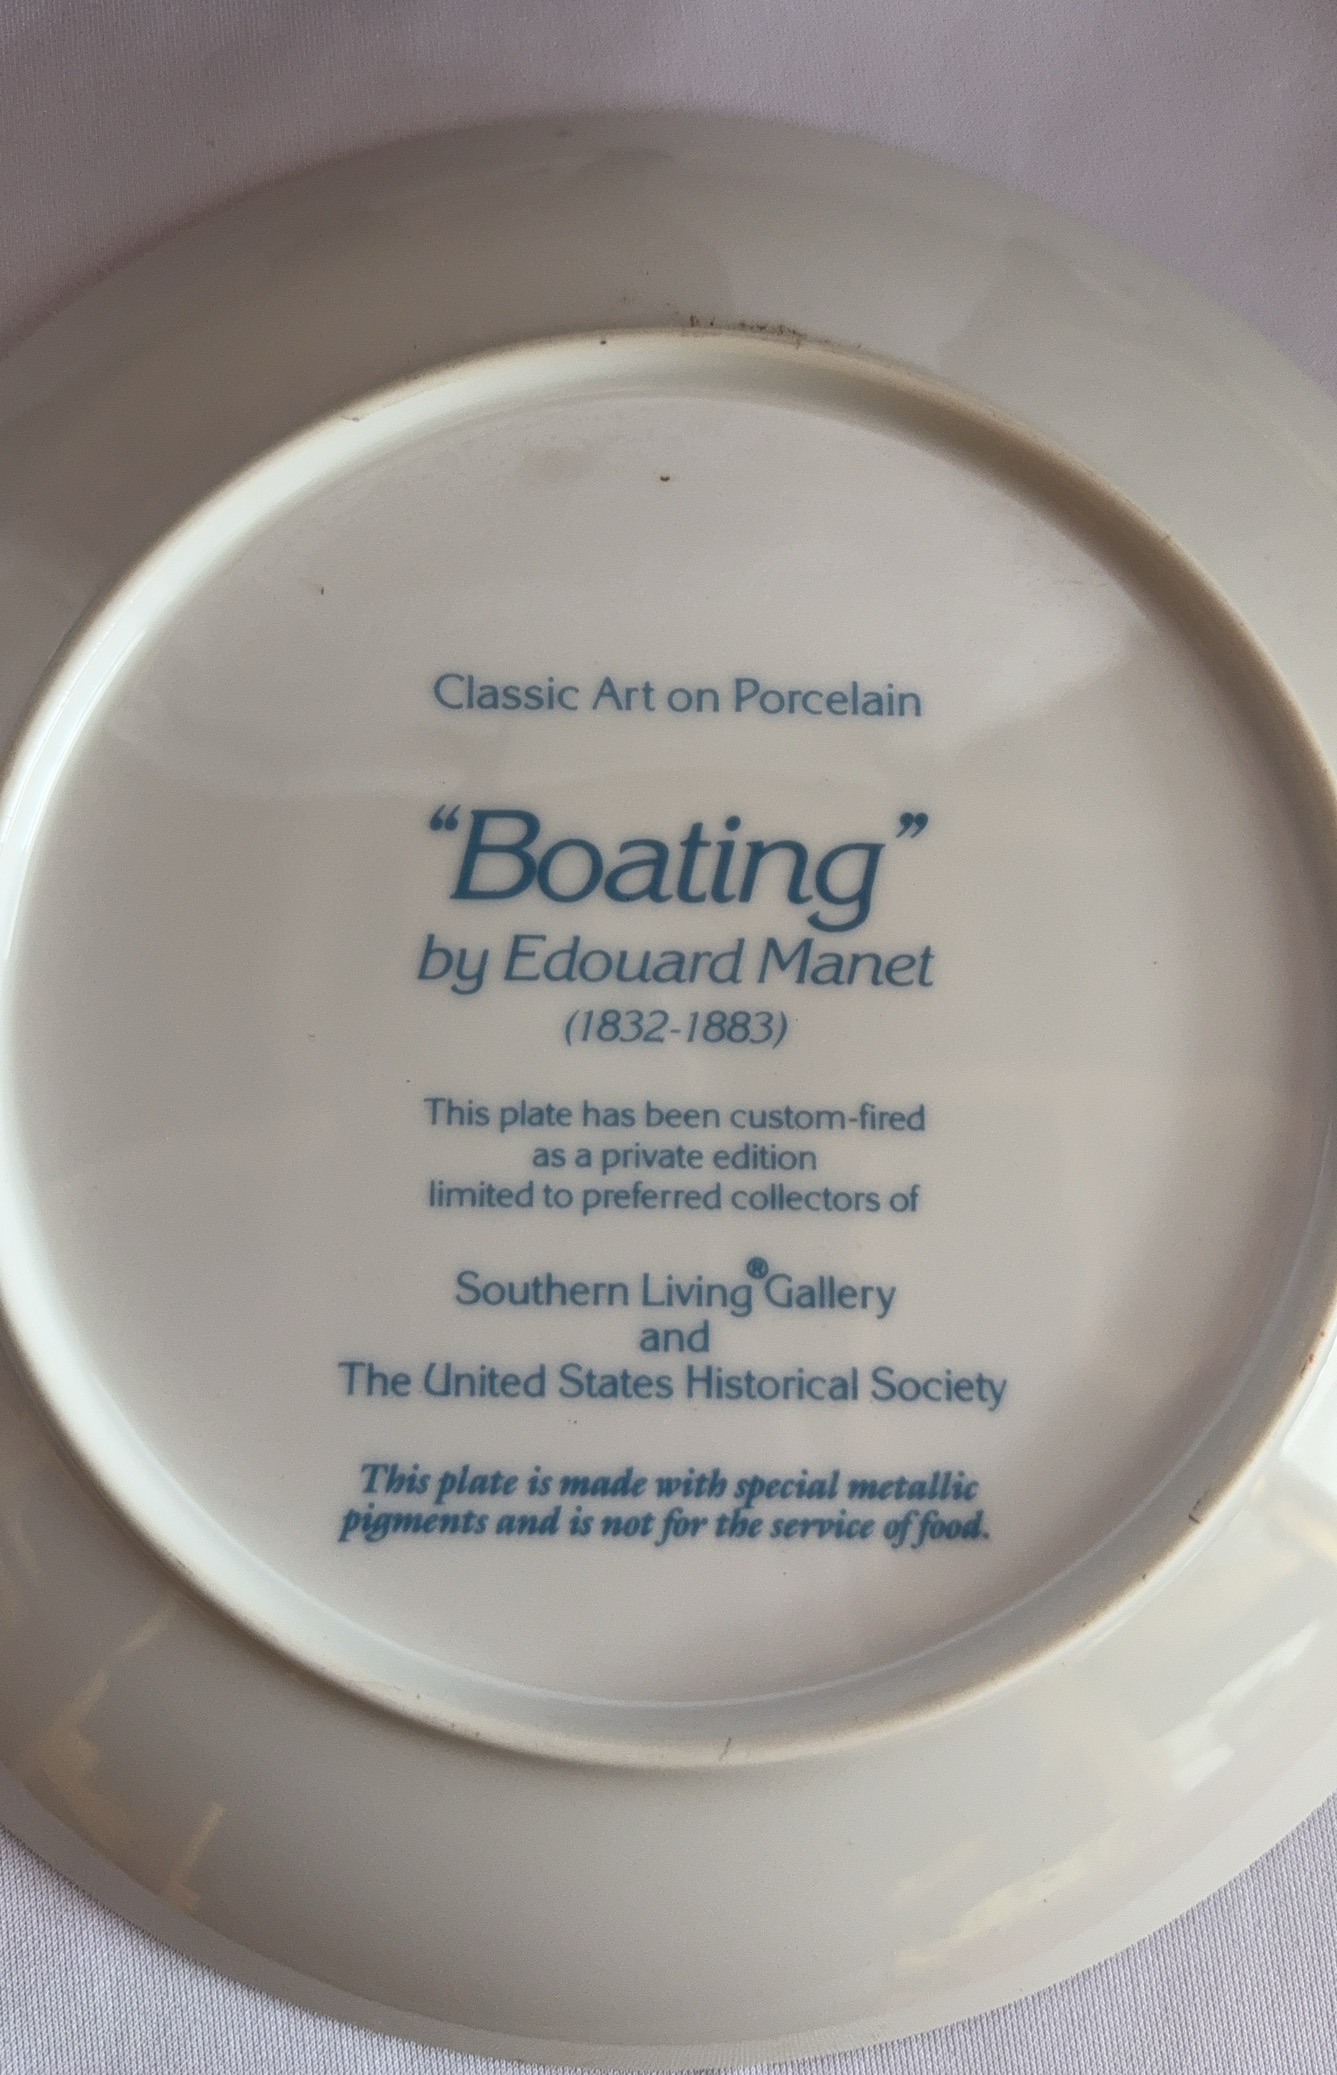 Classic Art on Porcelain
“Boating”
by Edouard Manet
(1832-1883)
This plate has been custom-fired
as a private edition
limited to preferred collectors of
Southern Living® Gallery
and
The United States Historical Society
This plate is made with special metallic
pigments and is not for the service of food.